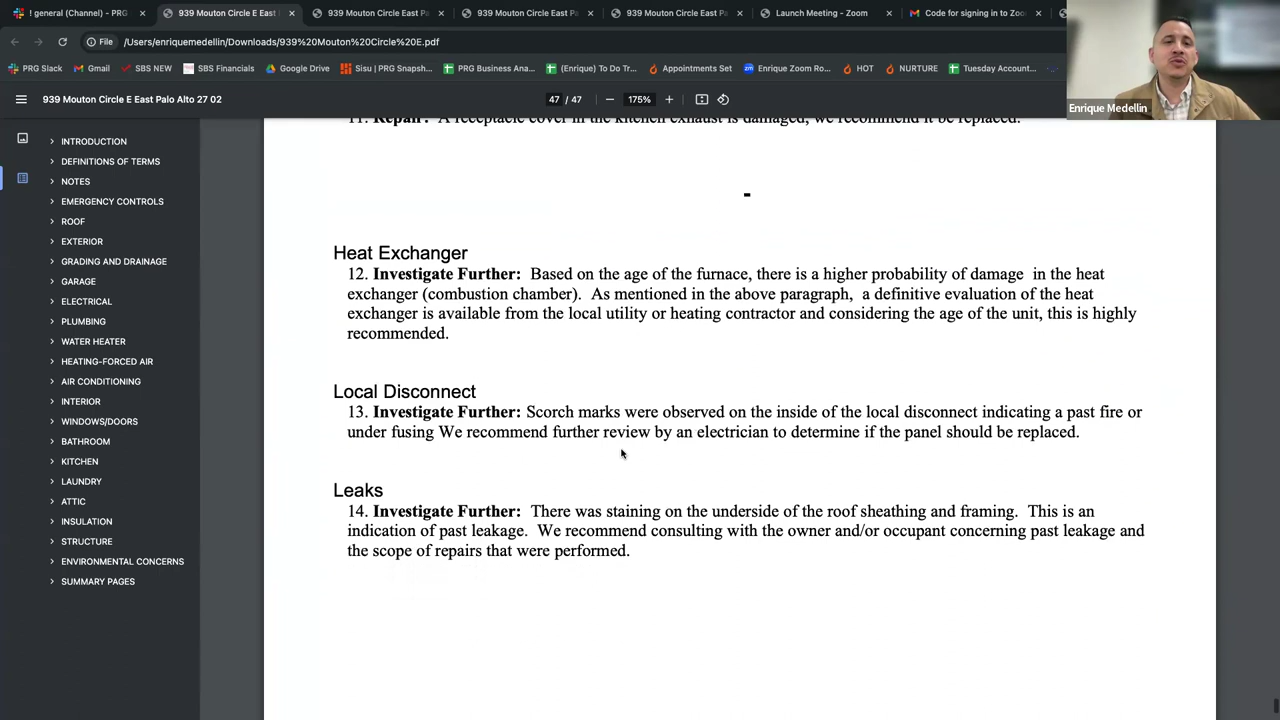 ! general (Channel) - PRG
939 Mouton Circle E East
939 Mouton Circle East Pa
939 Mouton Circle East Pa
939 Mouton Circle East Pa
Launch Meeting - Zoom
Code for signing in to Zoo
File
/Users/enriquemedellin/Downloads/939%20Mouton%20Circle%20E.pdf
PRG Slack
Gmail
SBS NEW
SBS Financials
Google Drive
Sisu | PRG Snapsh...
PRG Business Ana...
(Enrique) To Do Tr...
Appointments Set
Enrique Zoom Ro...
HOT
NURTURE
Tuesday Account...
Enrique Medellin
939 Mouton Circle E East Palo Alto 27 02
47 / 47
175%
INTRODUCTION
DEFINITIONS OF TERMS
NOTES
EMERGENCY CONTROLS
ROOF
EXTERIOR
GRADING AND DRAINAGE
GARAGE
ELECTRICAL
PLUMBING
WATER HEATER
HEATING-FORCED AIR
AIR CONDITIONING
INTERIOR
WINDOWS/DOORS
BATHROOM
KITCHEN
LAUNDRY
ATTIC
INSULATION
STRUCTURE
ENVIRONMENTAL CONCERNS
SUMMARY PAGES
11. Repair: A receptacle cover in the kitchen exhaust is damaged, we recommend it be replaced.
-
Heat Exchanger
12. Investigate Further: Based on the age of the furnace, there is a higher probability of damage in the heat
exchanger (combustion chamber). As mentioned in the above paragraph, a definitive evaluation of the heat
exchanger is available from the local utility or heating contractor and considering the age of the unit, this is highly
recommended.
Local Disconnect
13. Investigate Further: Scorch marks were observed on the inside of the local disconnect indicating a past fire or
under fusing We recommend further review by an electrician to determine if the panel should be replaced.
Leaks
14. Investigate Further: There was staining on the underside of the roof sheathing and framing. This is an
indication of past leakage. We recommend consulting with the owner and/or occupant concerning past leakage and
the scope of repairs that were performed.